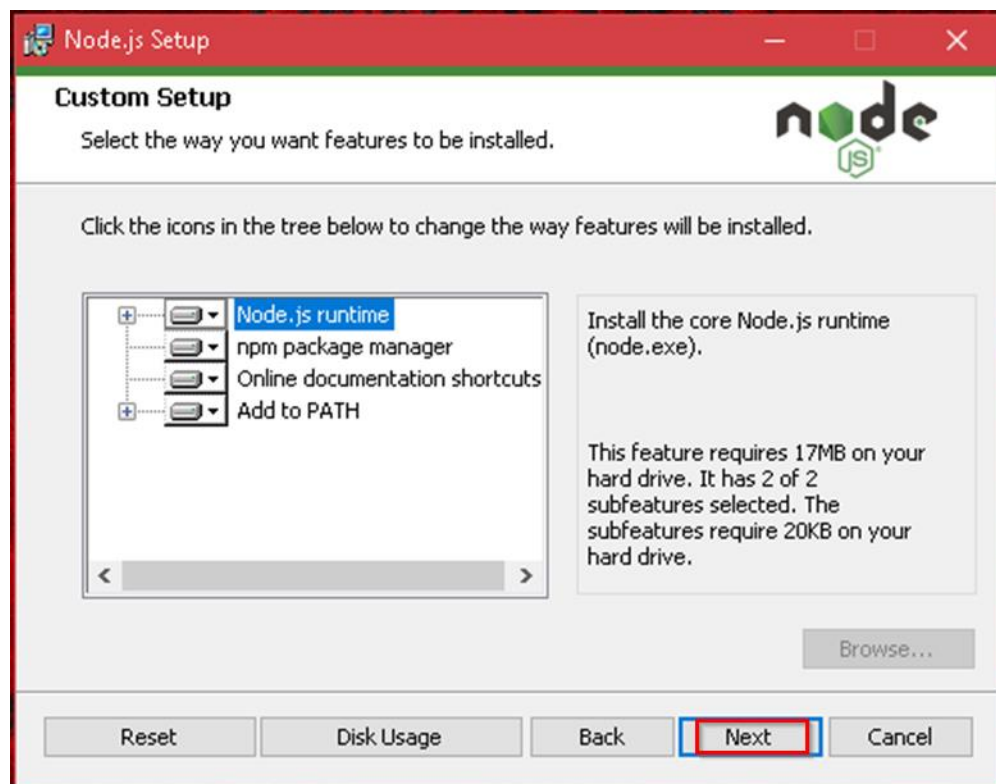 Node.js Setup
Custom Setup
Select the way you want features to be installed.
node
JS
Click the icons in the tree below to change the way features will be installed.
Node.js runtime
npm package manager
Online documentation shortcuts
Add to PATH
Install the core Node.js runtime
(node.exe).
This feature requires 17MB on your
hard drive. It has 2 of 2
subfeatures selected. The
subfeatures require 20KB on your
hard drive.
Browse...
Reset
Disk Usage
Back
Next
Cancel